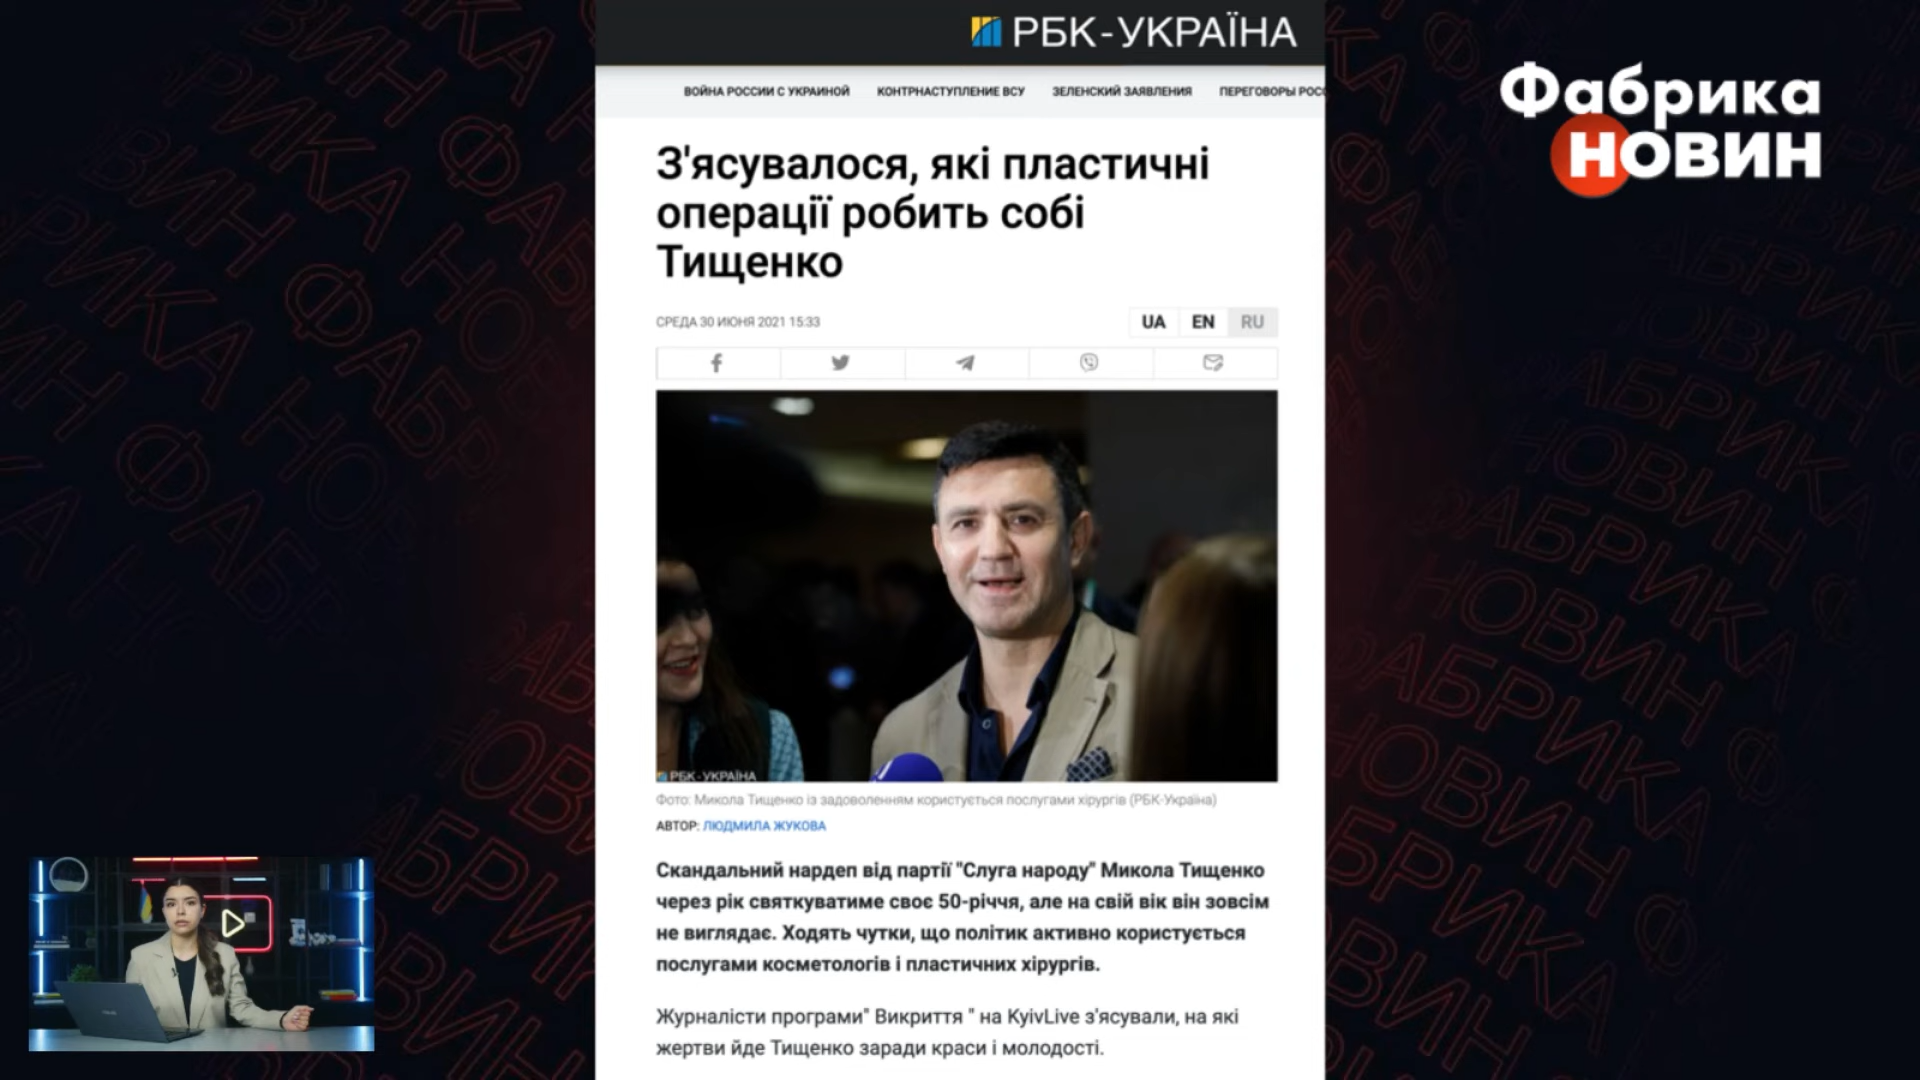 РБК-УКРАЇНА
Фабрика
новин
ВОЙНА РОССИИ С УКРАИНОЙ КОНТРНАСТУПЛЕНИЕ ВСУ ЗЕЛЕНСКИЙ ЗАЯВЛЕНИЯ ПЕРЕГОВОРЫ
З'ясувалося, які пластичні
операції робить собі
Тищенко
СРЕДА 30 ИЮНЯ 2021 15:33
UA EN RU
РБК-УКРАЇНА
Фото: Микола Тищенко із задоволенням користується послугами хірургів (РБК-Україна)
АВТОР: ЛЮДМИЛА ЖУКОВА
Скандальний нардеп від партії "Слуга народу" Микола Тищенко
через рік святкуватиме своє 50-річчя, але на свій вік він зовсім
не виглядає. Ходять чутки, що політик активно користується
послугами косметологів і пластичних хірургів.
Журналісти програми" Викриття " на KyivLive з'ясували, на які
жертви йде Тищенко заради краси і молодості.